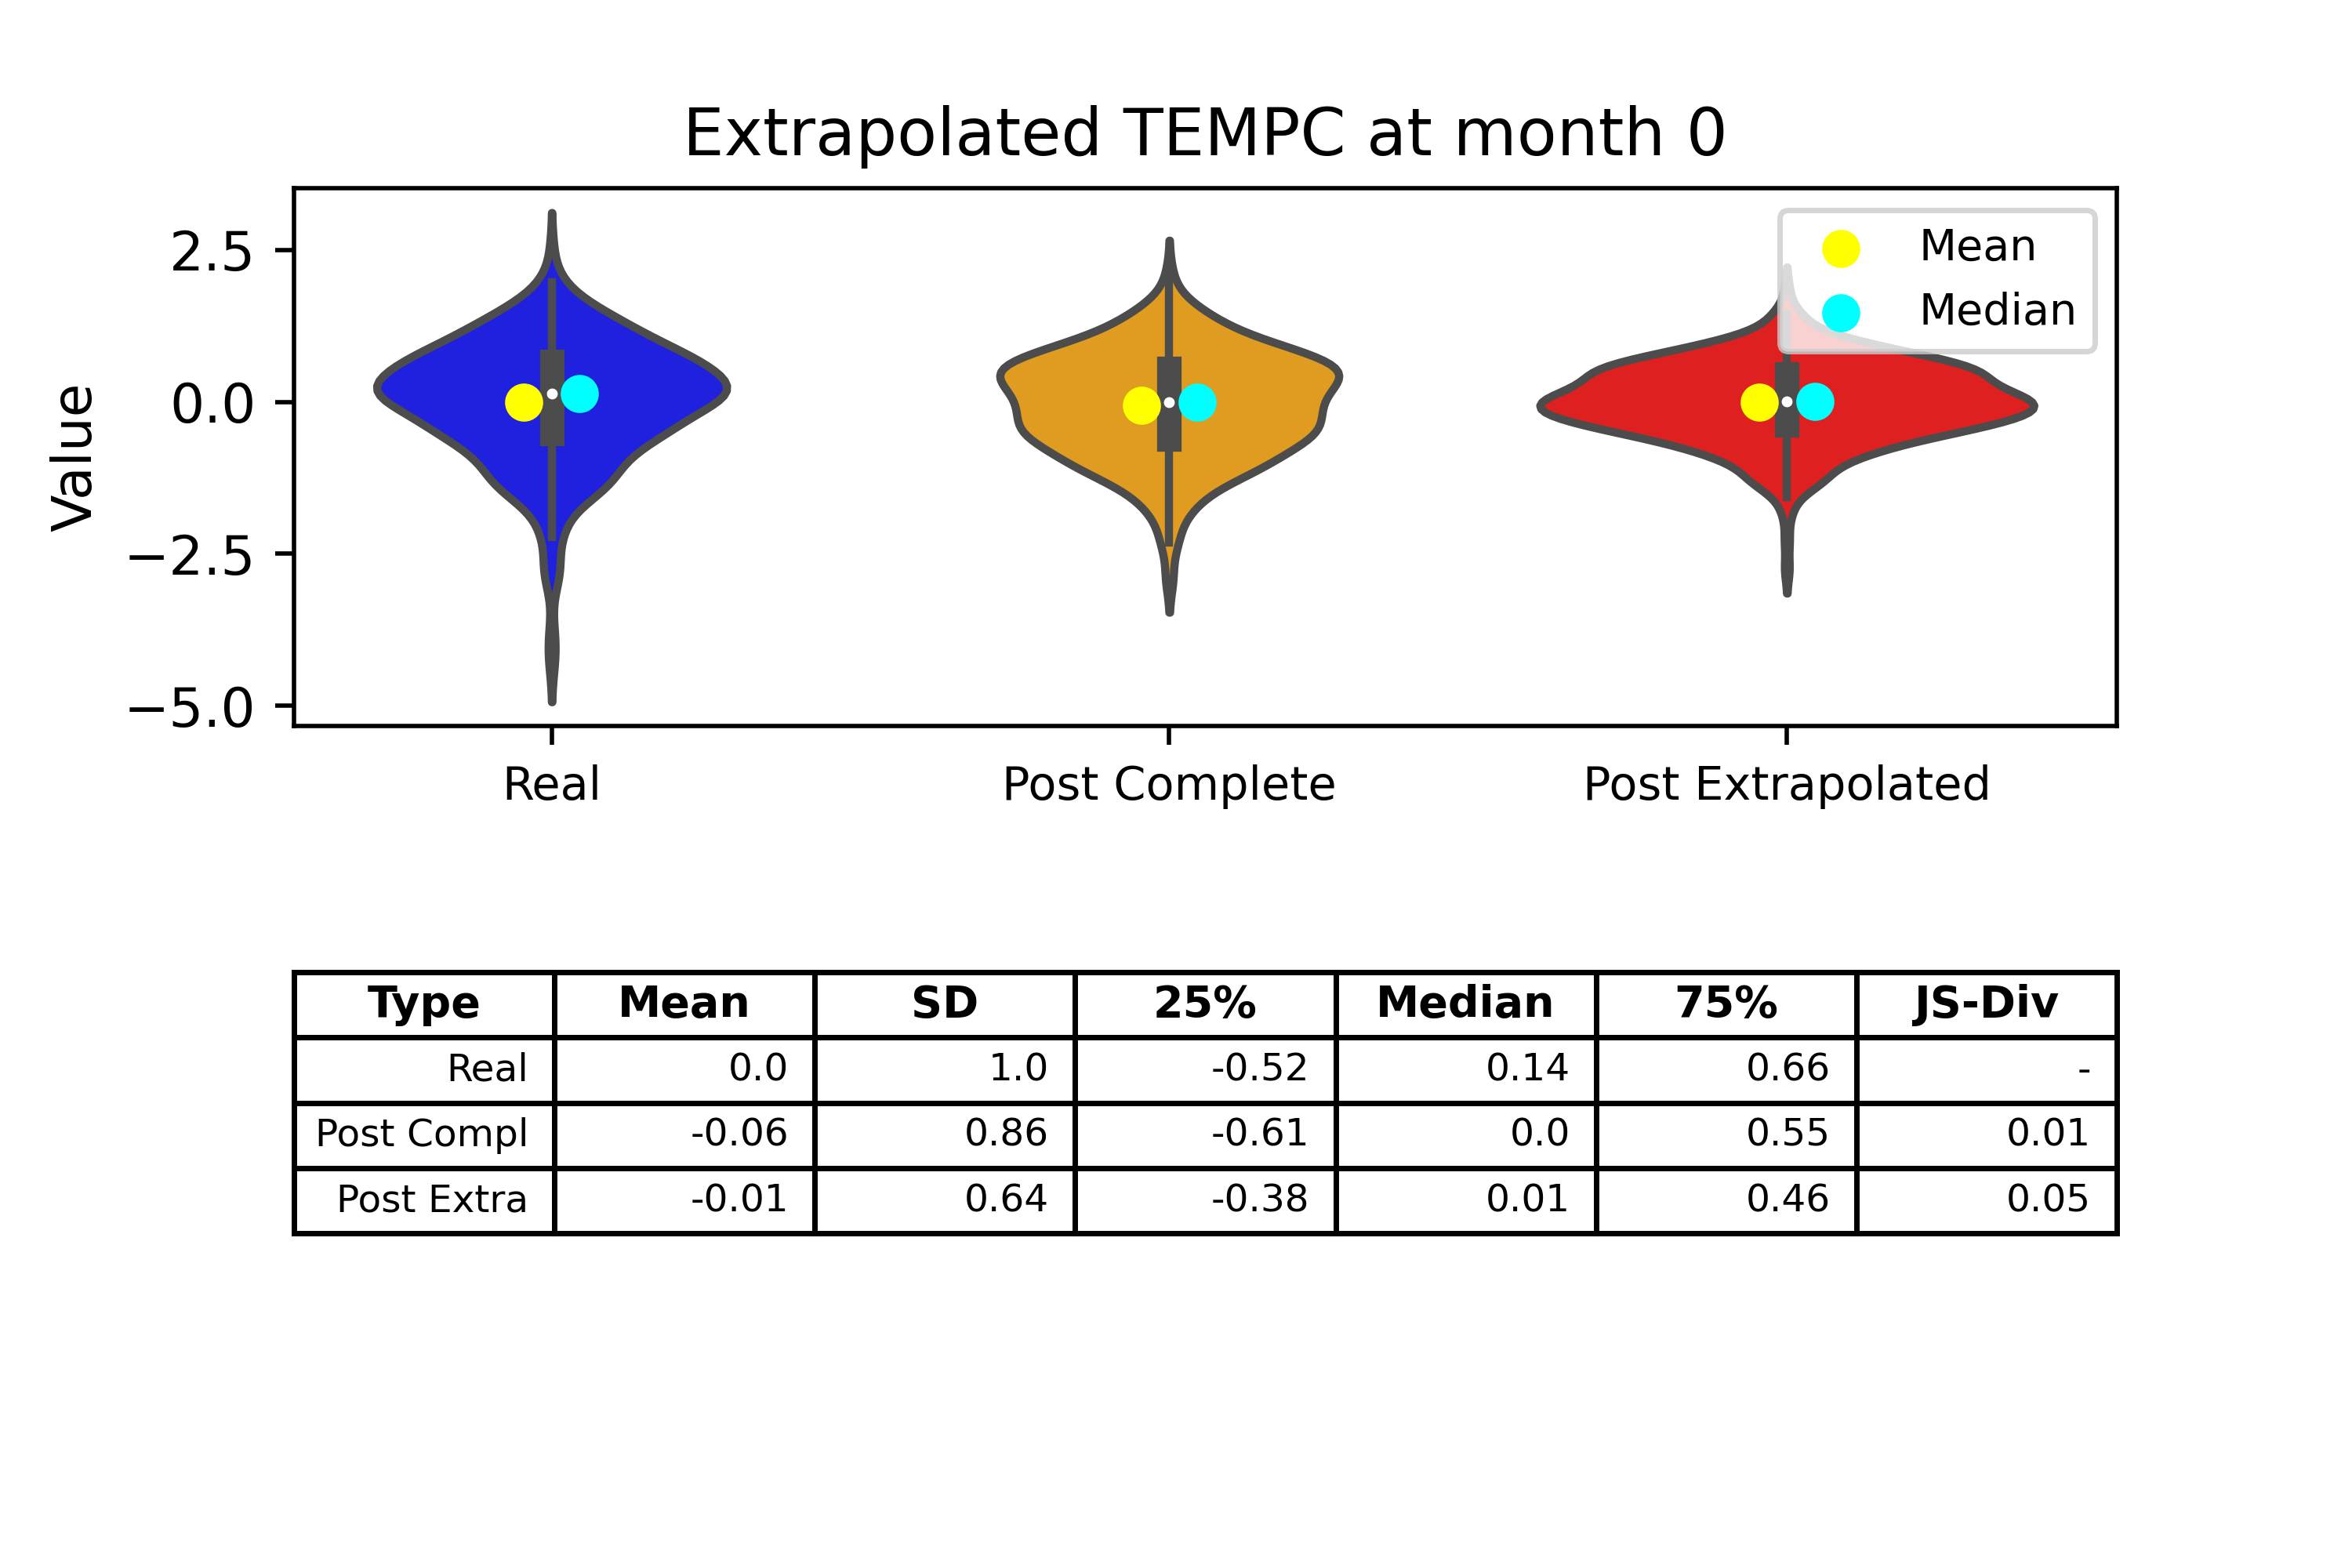 Extrapolated TEMPC at month 0
Mean
Median
Value
2.5
0.0
−2.5
−5.0
Real Post Complete Post Extrapolated
Type Mean SD 25% Median 75% JS-Div
Real 0.0 1.0 -0.52 0.14 0.66 -
Post Compl -0.06 0.86 -0.61 0.0 0.55 0.01
Post Extra -0.01 0.64 -0.38 0.01 0.46 0.05